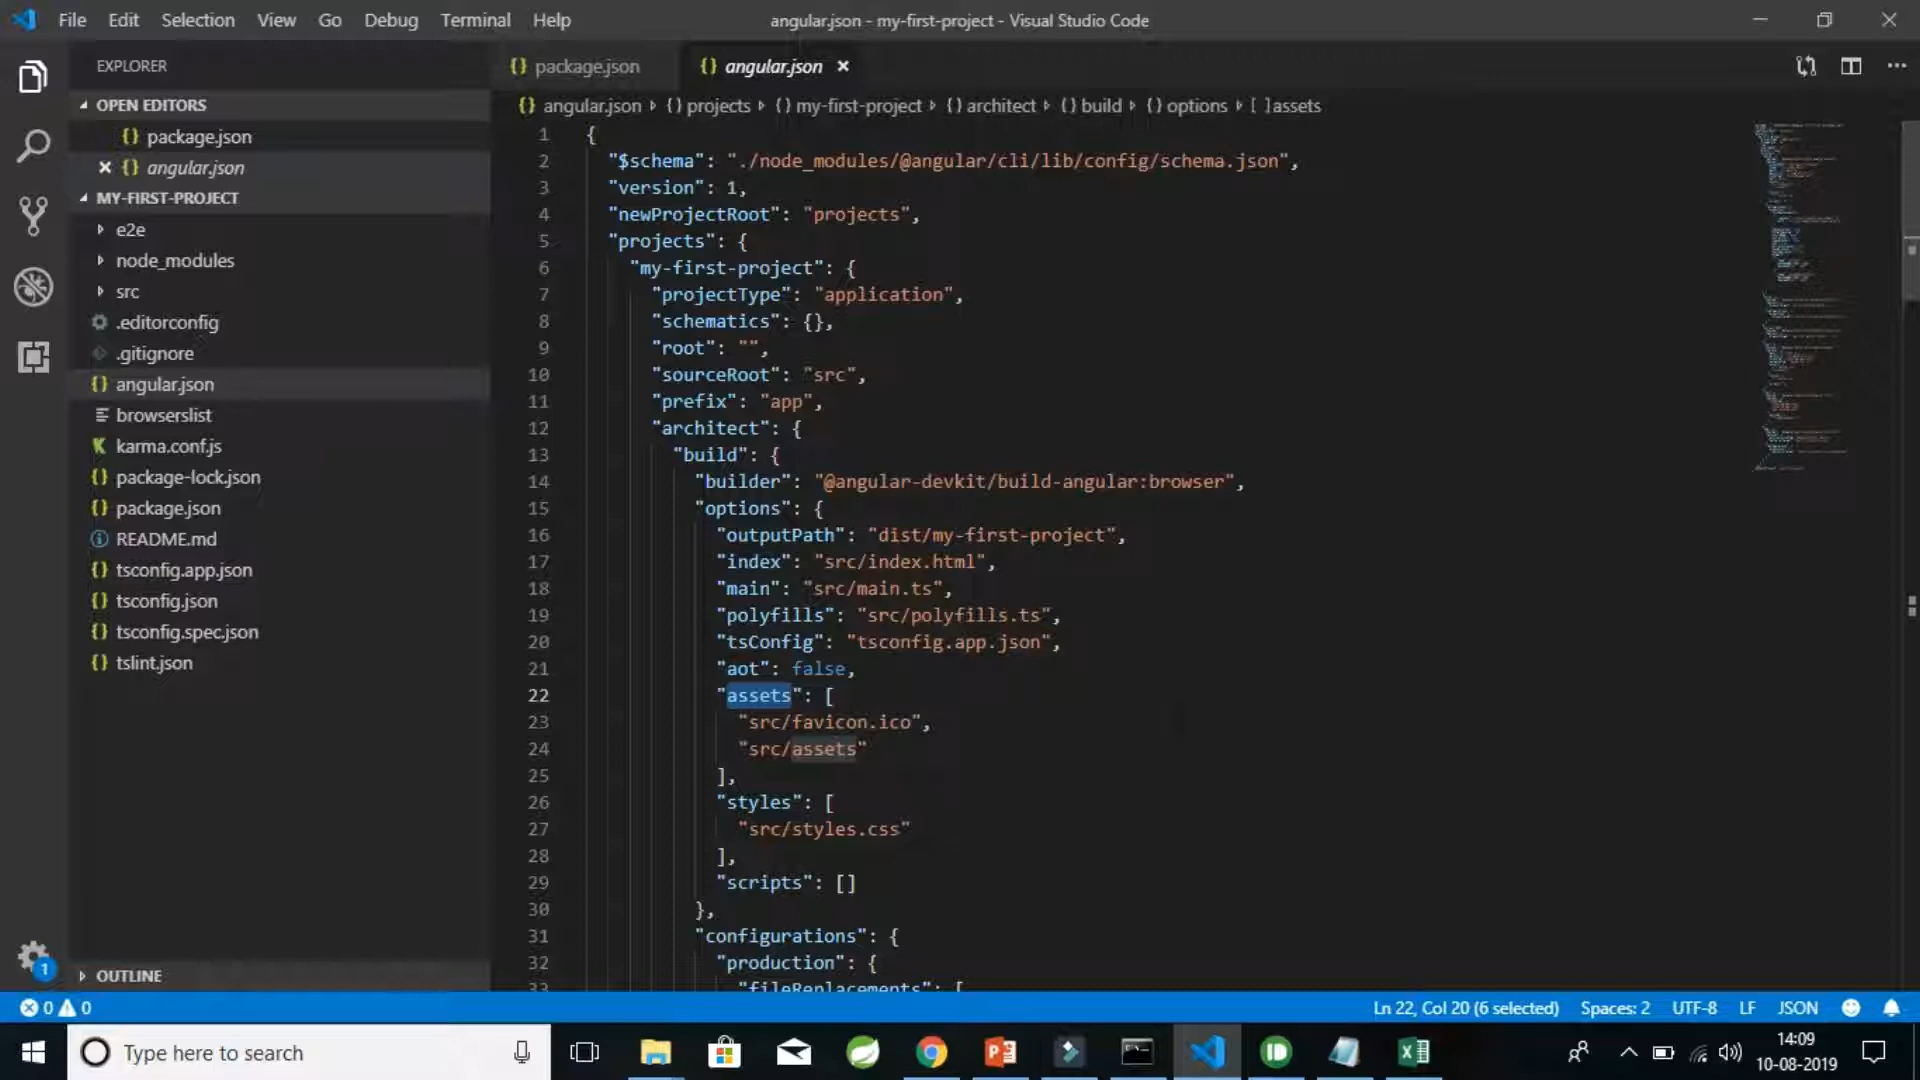 File Edit Selection View Go Debug Terminal Help
angular.json - my-first-project - Visual Studio Code
EXPLORER
OPEN EDITORS
{} package.json
{} angular.json
MY-FIRST-PROJECT
e2e
node_modules
src
.editorconfig
.gitignore
{} angular.json
browserslist
K karma.conf.js
{} package-lock.json
{} package.json
README.md
{} tsconfig.app.json
{} tsconfig.json
{} tsconfig.spec.json
{} tslint.json
OUTLINE
{} package.json {} angular.json
{} angular.json {} projects {} my-first-project {} architect {} build {} options [ ] assets
1 {
2 "$schema": "./node_modules/@angular/cli/lib/config/schema.json",
3 "version": 1,
4 "newProjectRoot": "projects",
5 "projects": {
6 "my-first-project": {
7 "projectType": "application",
8 "schematics": {},
9 "root": "",
10 "sourceRoot": "src",
11 "prefix": "app",
12 "architect": {
13 "build": {
14 "builder": "@angular-devkit/build-angular:browser",
15 "options": {
16 "outputPath": "dist/my-first-project",
17 "index": "src/index.html",
18 "main": "src/main.ts",
19 "polyfills": "src/polyfills.ts",
20 "tsConfig": "tsconfig.app.json",
21 "aot": false,
22 "assets": [
23 "src/favicon.ico",
24 "src/assets"
25 ],
26 "styles": [
27 "src/styles.css"
28 ],
29 "scripts": []
30 },
31 "configurations": {
32 "production": {
33 "fileReplacements": [
0 0
1
Ln 22, Col 20 (6 selected) Spaces: 2 UTF-8 LF JSON
Type here to search
14:09
10-08-2019